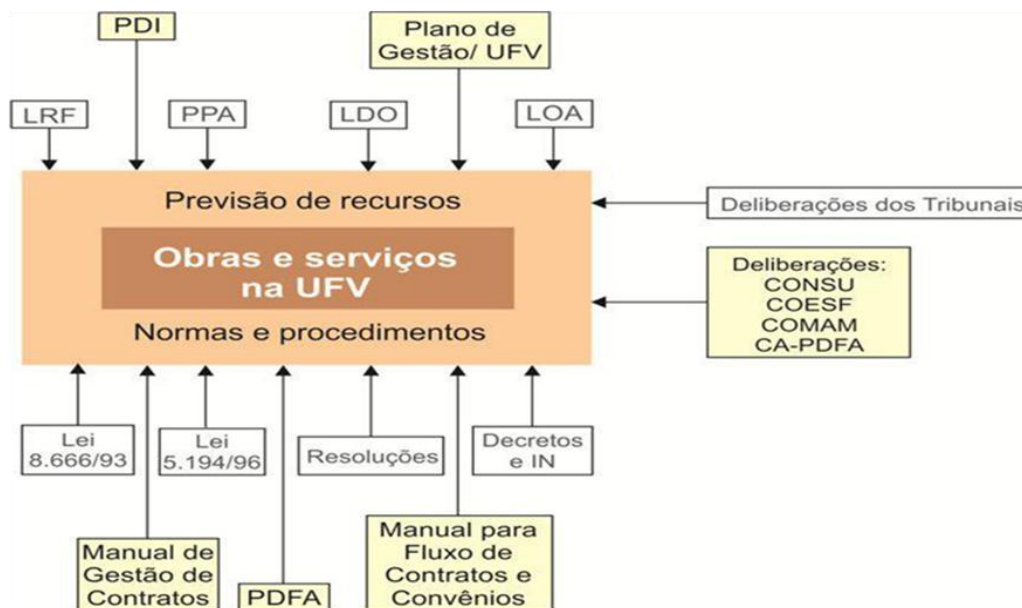 PDI
Plano de
Gestão/ UFV
LRF
PPA
LDO
LOA
Previsão de recursos
Obras e serviços
na UFV
Normas e procedimentos
Deliberações dos Tribunais
Deliberações:
CONSU
COESF
COMAM
CA-PDFA
Lei
8.666/93
Lei
5.194/96
Resoluções
Decretos
e IN
Manual de
Gestão de
Contratos
PDFA
Manual para
Fluxo de
Contratos e
Convênios